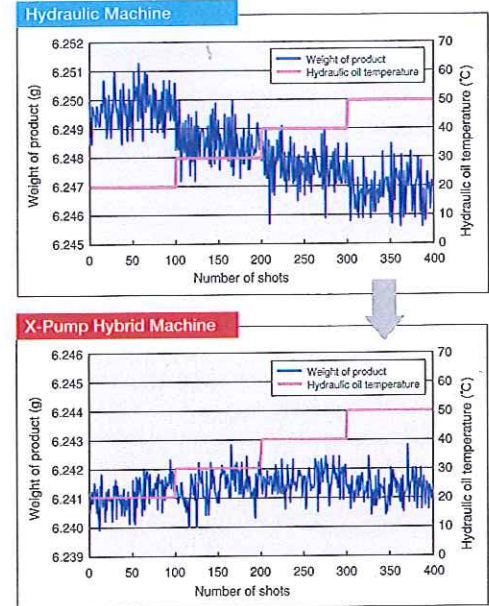 Hydraulic Machine
Weight of product (g)
6.252
6.251
6.250
6.249
6.248
6.247
6.246
6.245
Weight of product
Hydraulic oil temperature
70
60
50
40
30
20
10
0
Hydraulic oil temperature (℃)
0 50 100 150 200 250 300 350 400
Number of shots
X-Pump Hybrid Machine
Weight of product (g)
6.246
6.245
6.244
6.243
6.242
6.241
6.240
6.239
Weight of product
Hydraulic oil temperature
70
60
50
40
30
20
10
0
Hydraulic oil temperature (℃)
0 50 100 150 200 250 300 350 400
Number of shots